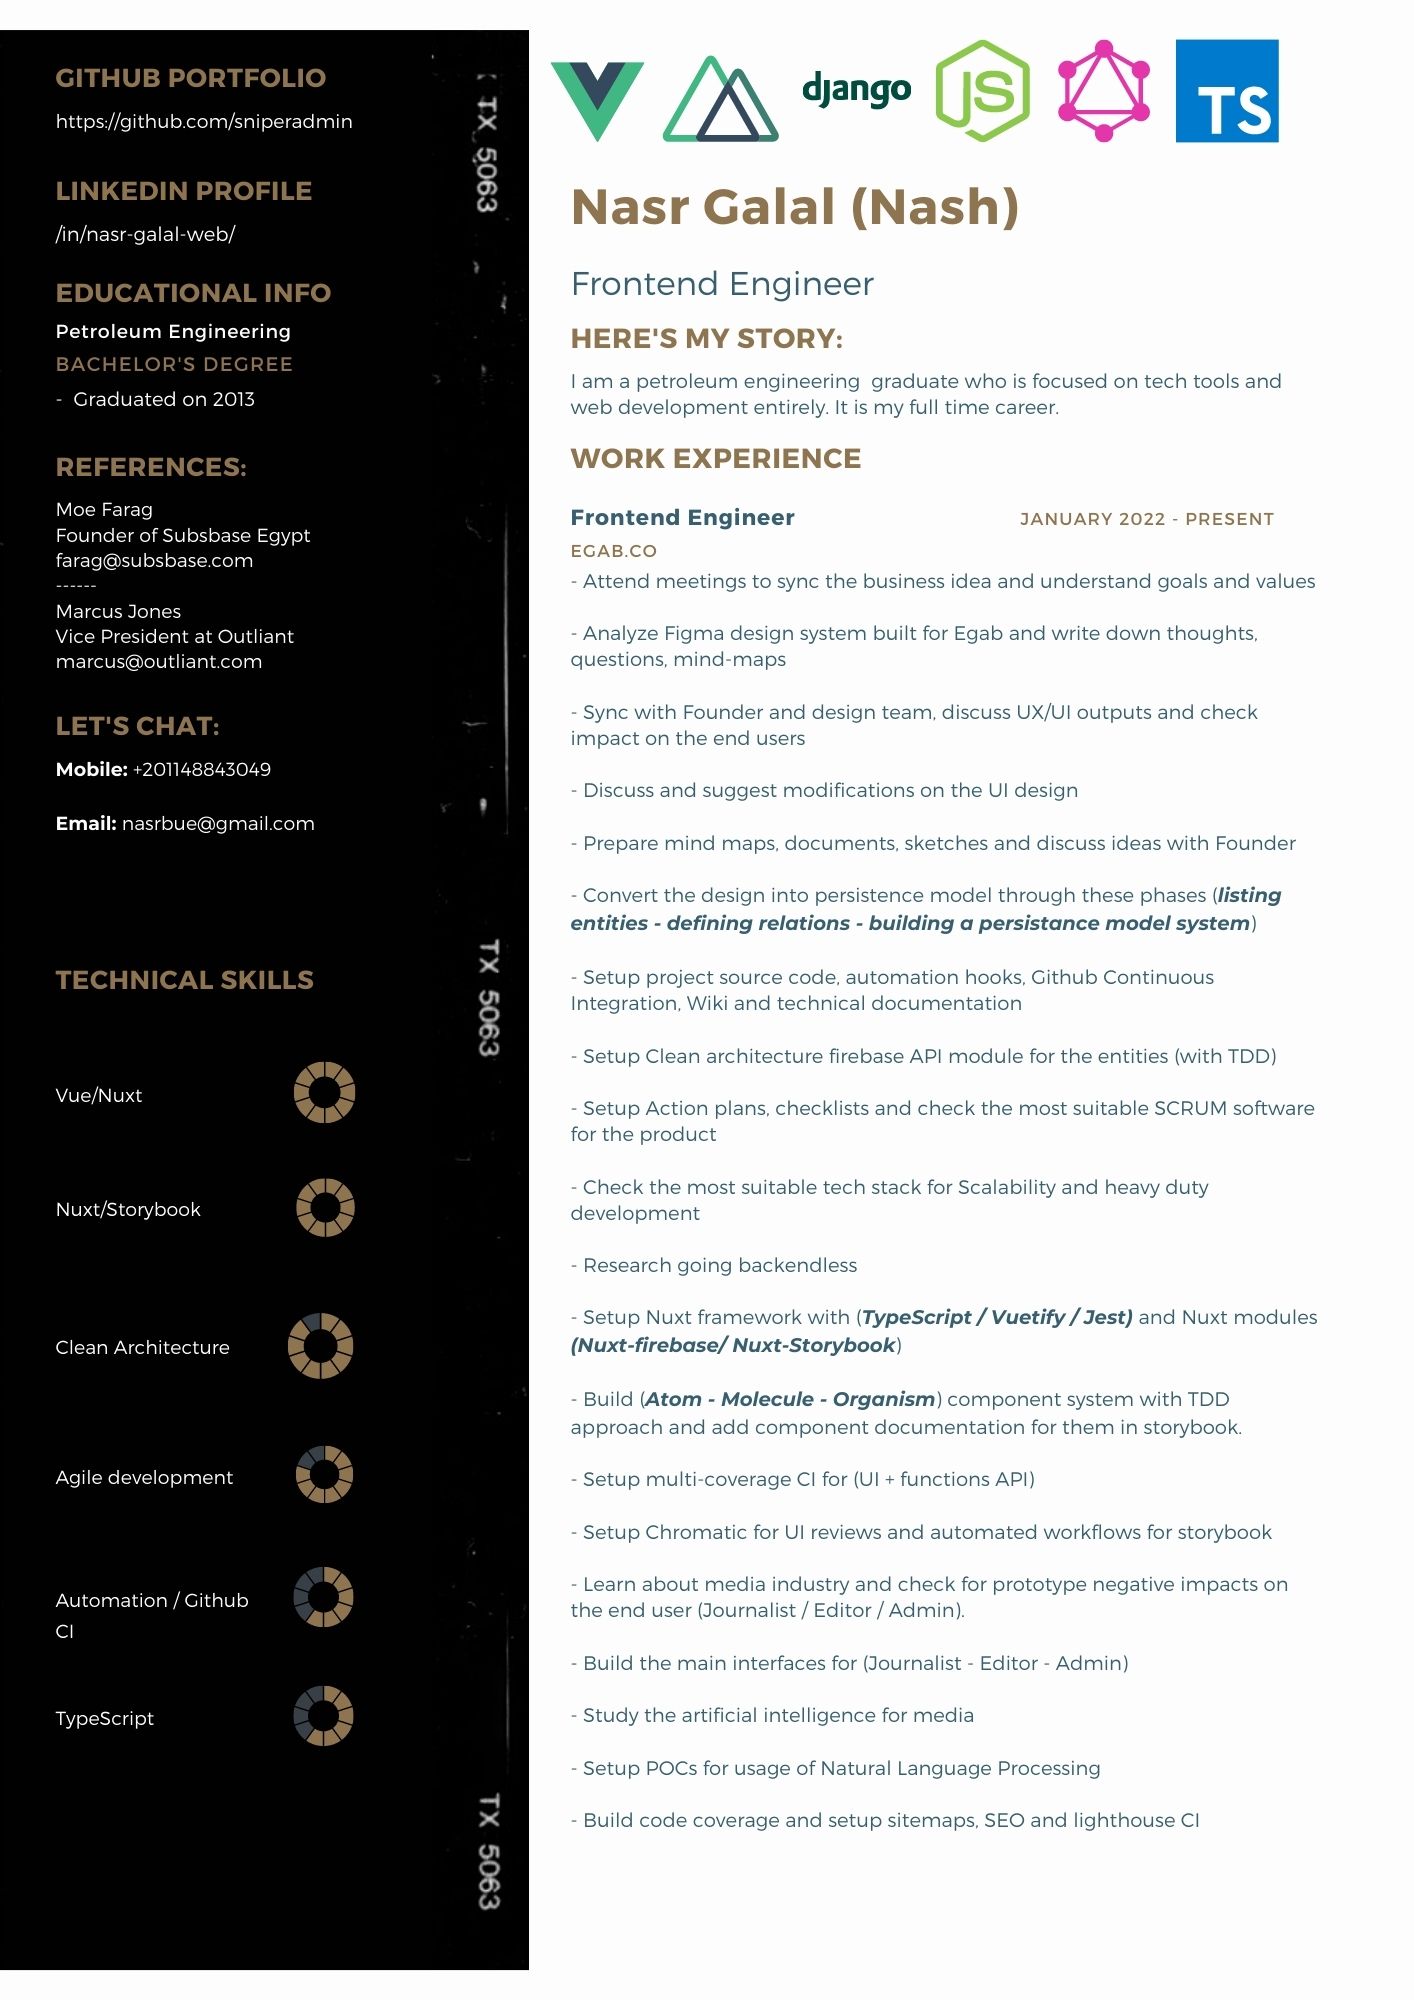 GITHUB PORTFOLIO
https://github.com/sniperadmin
LINKEDIN PROFILE
/in/nasr-galal-web/
EDUCATIONAL INFO
Petroleum Engineering
BACHELOR'S DEGREE
- Graduated on 2013
REFERENCES:
Moe Farag
Founder of Subsbase Egypt
farag@subsbase.com
------
Marcus Jones
Vice President at Outliant
marcus@outliant.com
LET'S CHAT:
Mobile: +201148843049
Email: nasrbue@gmail.com
TECHNICAL SKILLS
Vue/Nuxt
Nuxt/Storybook
Clean Architecture
Agile development
Automation / Github
CI
TypeScript
TX 5063
TX 5063
TX 5063
django
JS
TS
Nasr Galal (Nash)
Frontend Engineer
HERE'S MY STORY:
I am a petroleum engineering  graduate who is focused on tech tools and
web development entirely. It is my full time career.
WORK EXPERIENCE
Frontend Engineer JANUARY 2022 - PRESENT
EGAB.CO
- Attend meetings to sync the business idea and understand goals and values
- Analyze Figma design system built for Egab and write down thoughts,
questions, mind-maps
- Sync with Founder and design team, discuss UX/UI outputs and check
impact on the end users
- Discuss and suggest modifications on the UI design
- Prepare mind maps, documents, sketches and discuss ideas with Founder
- Convert the design into persistence model through these phases (listing
entities - defining relations - building a persistance model system)
- Setup project source code, automation hooks, Github Continuous
Integration, Wiki and technical documentation
- Setup Clean architecture firebase API module for the entities (with TDD)
- Setup Action plans, checklists and check the most suitable SCRUM software
for the product
- Check the most suitable tech stack for Scalability and heavy duty
development
- Research going backendless
- Setup Nuxt framework with (TypeScript / Vuetify / Jest) and Nuxt modules
(Nuxt-firebase/ Nuxt-Storybook)
- Build (Atom - Molecule - Organism) component system with TDD
approach and add component documentation for them in storybook.
- Setup multi-coverage CI for (UI + functions API)
- Setup Chromatic for UI reviews and automated workflows for storybook
- Learn about media industry and check for prototype negative impacts on
the end user (Journalist / Editor / Admin).
- Build the main interfaces for (Journalist - Editor - Admin)
- Study the artificial intelligence for media
- Setup POCs for usage of Natural Language Processing
- Build code coverage and setup sitemaps, SEO and lighthouse CI